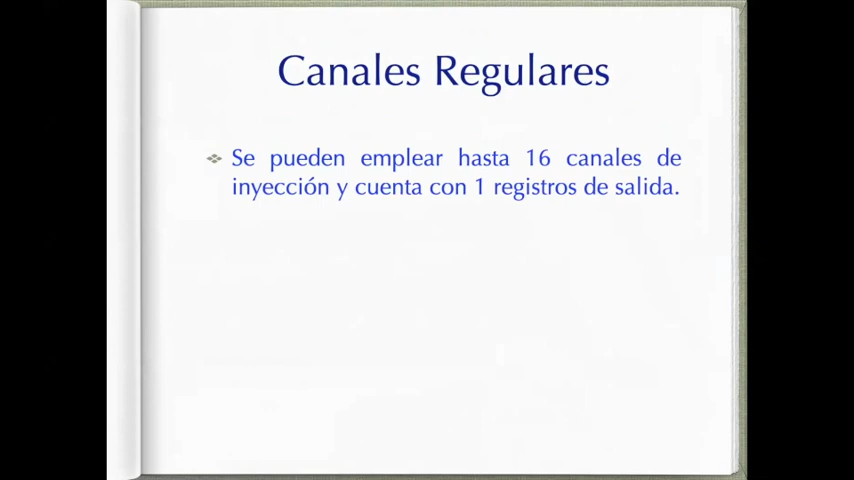 Canales Regulares
Se pueden emplear hasta 16 canales de
inyección y cuenta con 1 registros de salida.